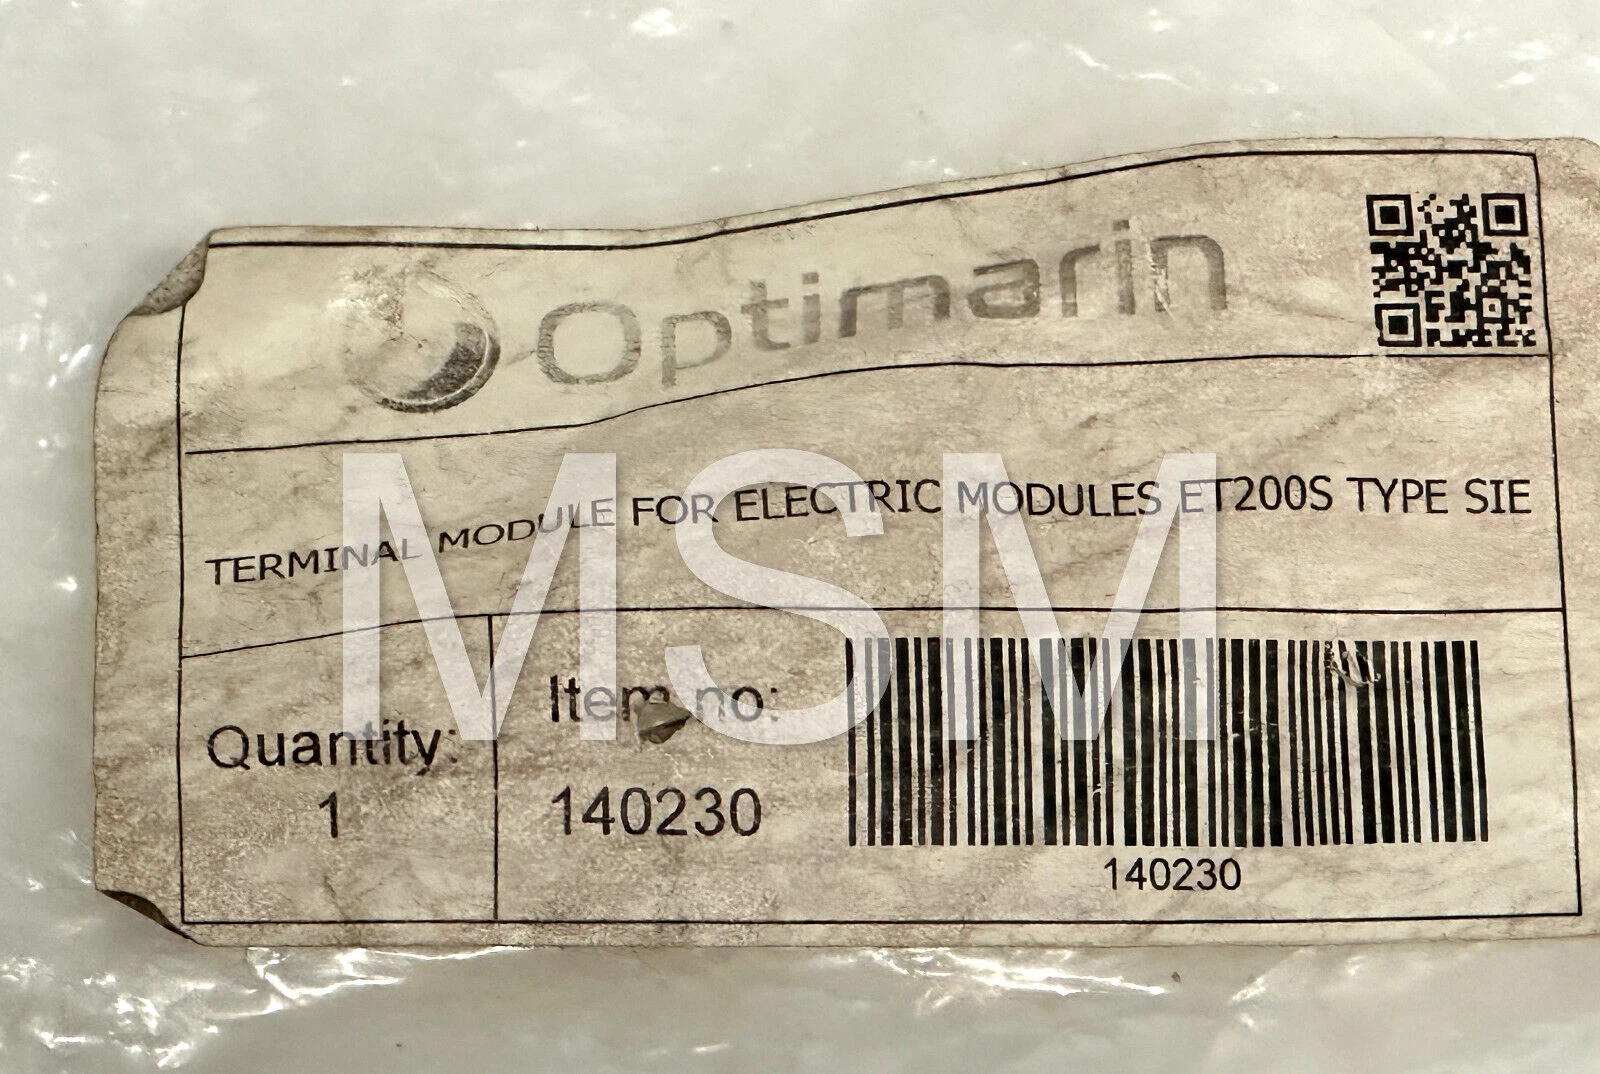 Optimarin
TERMINAL MODULE FOR ELECTRIC MODULES ET200S TYPE SIE
MSM
Quantity:
1
Item no:
140230
140230